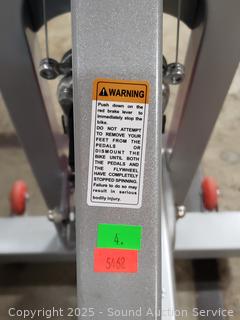 WARNING
Push down on the
red brake lever to
immediately stop the
bike.
DO NOT ATTEMPT
TO REMOVE YOUR
FEET FROM THE
PEDALS OR
DISMOUNT THE
BIKE UNTIL BOTH
THE PEDALS AND
THE FLYWHEEL
HAVE COMPLETELY
STOPPED SPINNING.
Failure to do so may
result in serious
bodily injury.
4.
5162
Copyright 2025 - Sound Auction Service